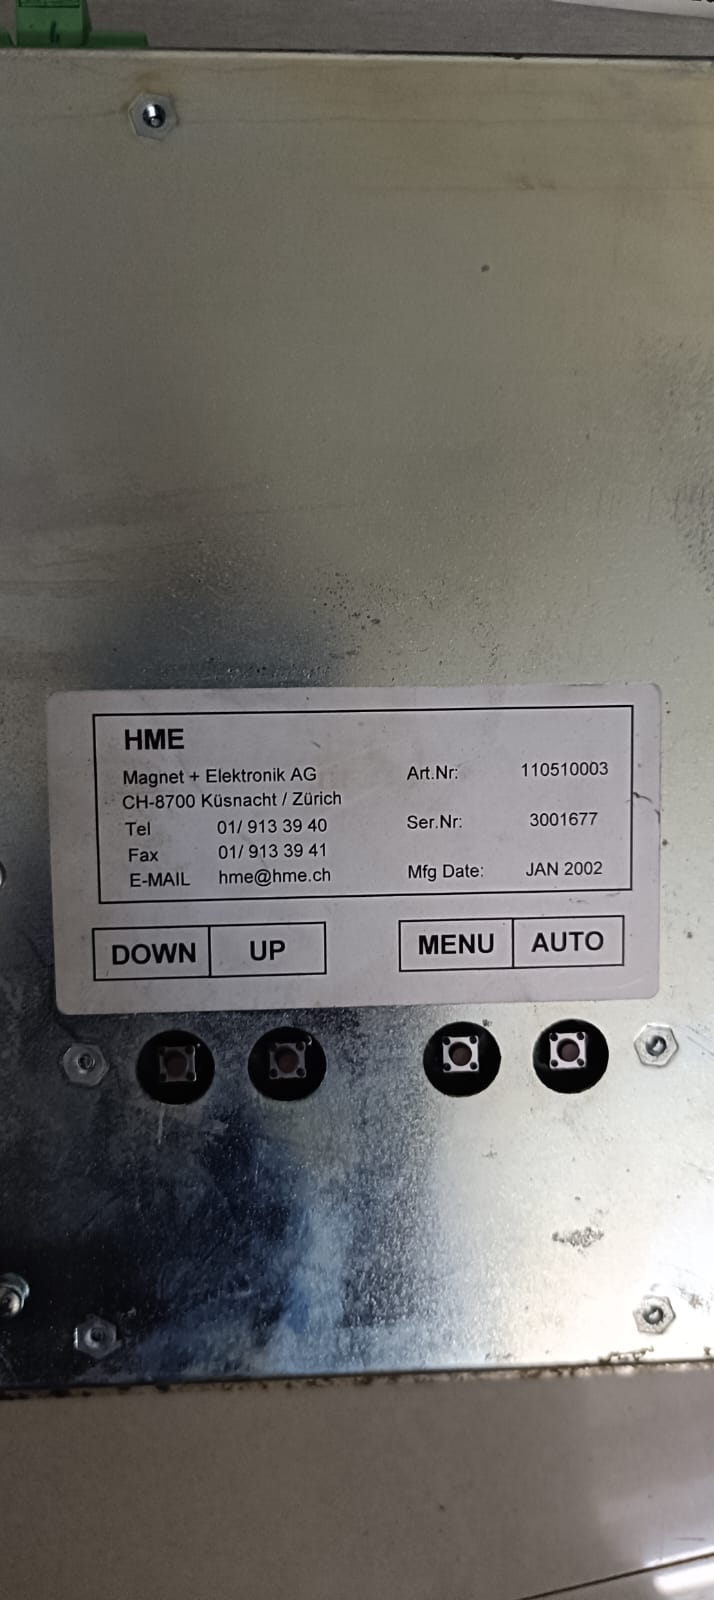 HME
Magnet + Elektronik AG
CH-8700 Küsnacht / Zürich
Tel 01/ 913 39 40
Fax 01/ 913 39 41
E-MAIL hme@hme.ch
Art.Nr: 110510003
Ser.Nr: 3001677
Mfg Date: JAN 2002
DOWN UP MENU AUTO